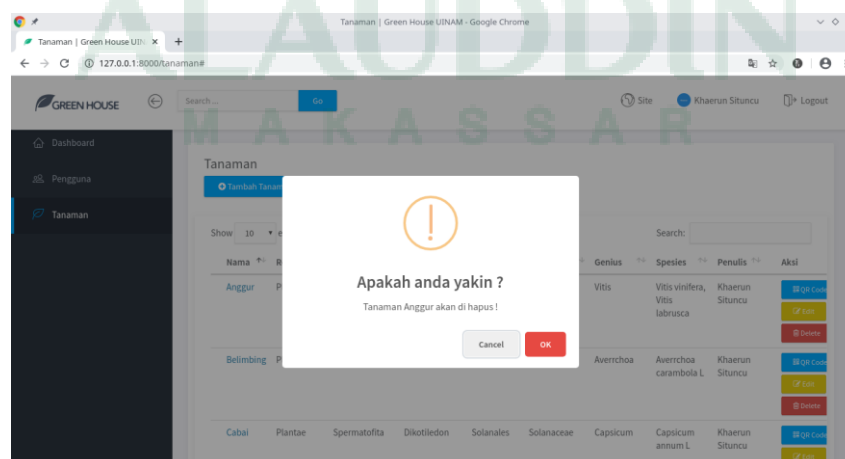 ALAUDDIN
Tanaman | Green House UINAM - Google Chrome
Tanaman | Green House UIN
127.0.0.1:8000/tanaman#
GREEN HOUSE
Search ...
Go
Site
Khaerun Situncu
Logout
MAKASSAR
Dashboard
Pengguna
Tanaman
Tanaman
Tambah Tanam
Show 10 e
Search:
Nama R Genius Spesies Penulis Aksi
Anggur P Vitis Vitis vinifera, Khaerun QR Code
Vitis Situncu
labrusca Edit
Delete
Apakah anda yakin ?
Tanaman Anggur akan di hapus !
Cancel OK
Belimbing P Averrchoa Averrchoa Khaerun QR Code
carambola L Situncu
Edit
Delete
Cabai Plantae Spermatofita Dikotiledon Solanales Solanaceae Capsicum Capsicum Khaerun QR Code
annum L Situncu
Edit